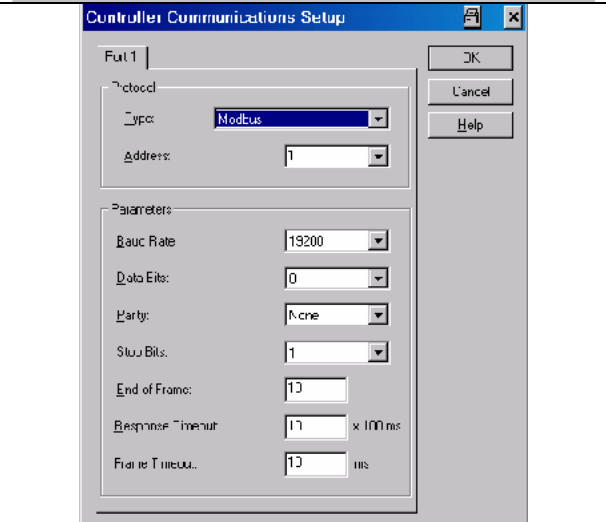 Controller Communications Setup
Port 1
OK
Protocol
Cancel
Type: Modbus
Help
Address: 1
Parameters
Baud Rate 19200
Data Bits:
Parity: None
Stop Bits: 1
End of Frame: 10
Response Timeout 10 x 100 ms
Frame Timeout: 10 ms